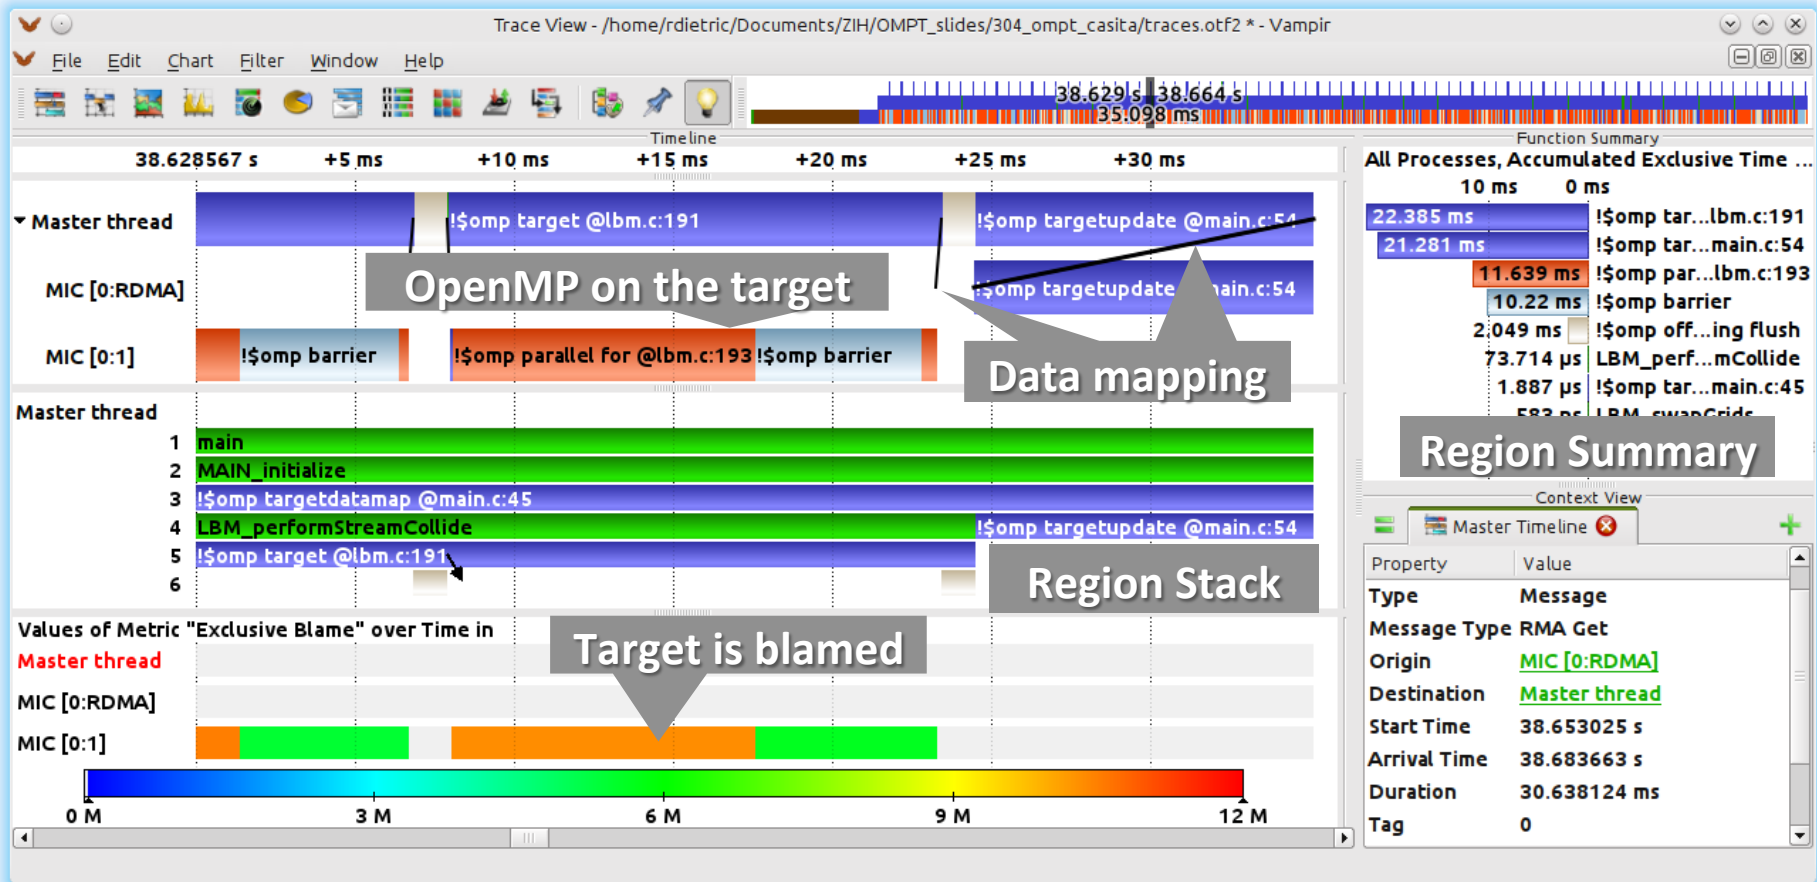 Trace View - /home/rdietric/Documents/ZIH/OMPT_slides/304_ompt_casita/traces.otf2 * - Vampir
File Edit Chart Filter Window Help
38.629 s 38.664 s
35.098 ms
Timeline
38.628567 s +5 ms +10 ms +15 ms +20 ms +25 ms +30 ms
Master thread
!$omp target @lbm.c:191
!$omp targetupdate @main.c:54
MIC [0:RDMA]
OpenMP on the target
!$omp targetupdate main.c:54
MIC [0:1]
!$omp barrier
!$omp parallel for @lbm.c:193
!$omp barrier
Data mapping
Master thread
1 main
2 MAIN_initialize
3 !$omp targetdatamap @main.c:45
4 LBM_performStreamCollide
!$omp targetupdate @main.c:54
5 !$omp target @lbm.c:191
6
Region Stack
Values of Metric "Exclusive Blame" over Time in
Target is blamed
Master thread
MIC [0:RDMA]
MIC [0:1]
0 M 3 M 6 M 9 M 12 M
Function Summary
All Processes, Accumulated Exclusive Time ...
10 ms 0 ms
22.385 ms !$omp tar...lbm.c:191
21.281 ms !$omp tar...main.c:54
11.639 ms !$omp par...lbm.c:193
10.22 ms !$omp barrier
2.049 ms !$omp off...ing flush
73.714 µs LBM_perf...mCollide
1.887 µs !$omp tar...main.c:45
583 ns LBM_swapGrids
Region Summary
Context View
Master Timeline
Property Value
Type Message
Message Type RMA Get
Origin MIC [0:RDMA]
Destination Master thread
Start Time 38.653025 s
Arrival Time 38.683663 s
Duration 30.638124 ms
Tag 0